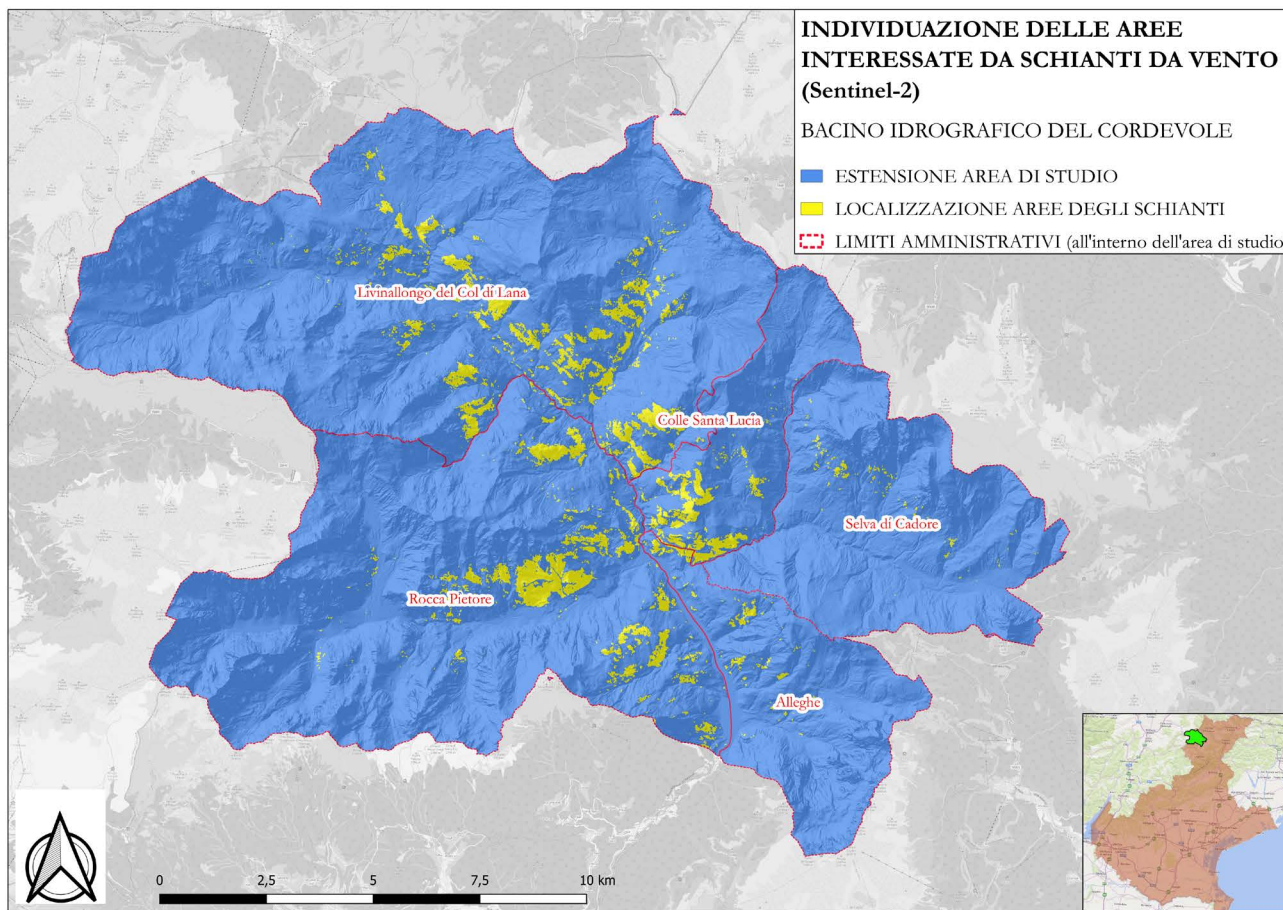 INDIVIDUAZIONE DELLE AREE
INTERESSATE DA SCHIANTI DA VENTO
(Sentinel-2)
BACINO IDROGRAFICO DEL CORDEVOLE
ESTENSIONE AREA DI STUDIO
LOCALIZZAZIONE AREE DEGLI SCHIANTI
LIMITI AMMINISTRATIVI (all'interno dell'area di studio
Livinallongo del Col di Lana
Colle Santa Lucia
Selva di Cadore
Rocca Pietore
Alleghe
0 2,5 5 7,5 10 km